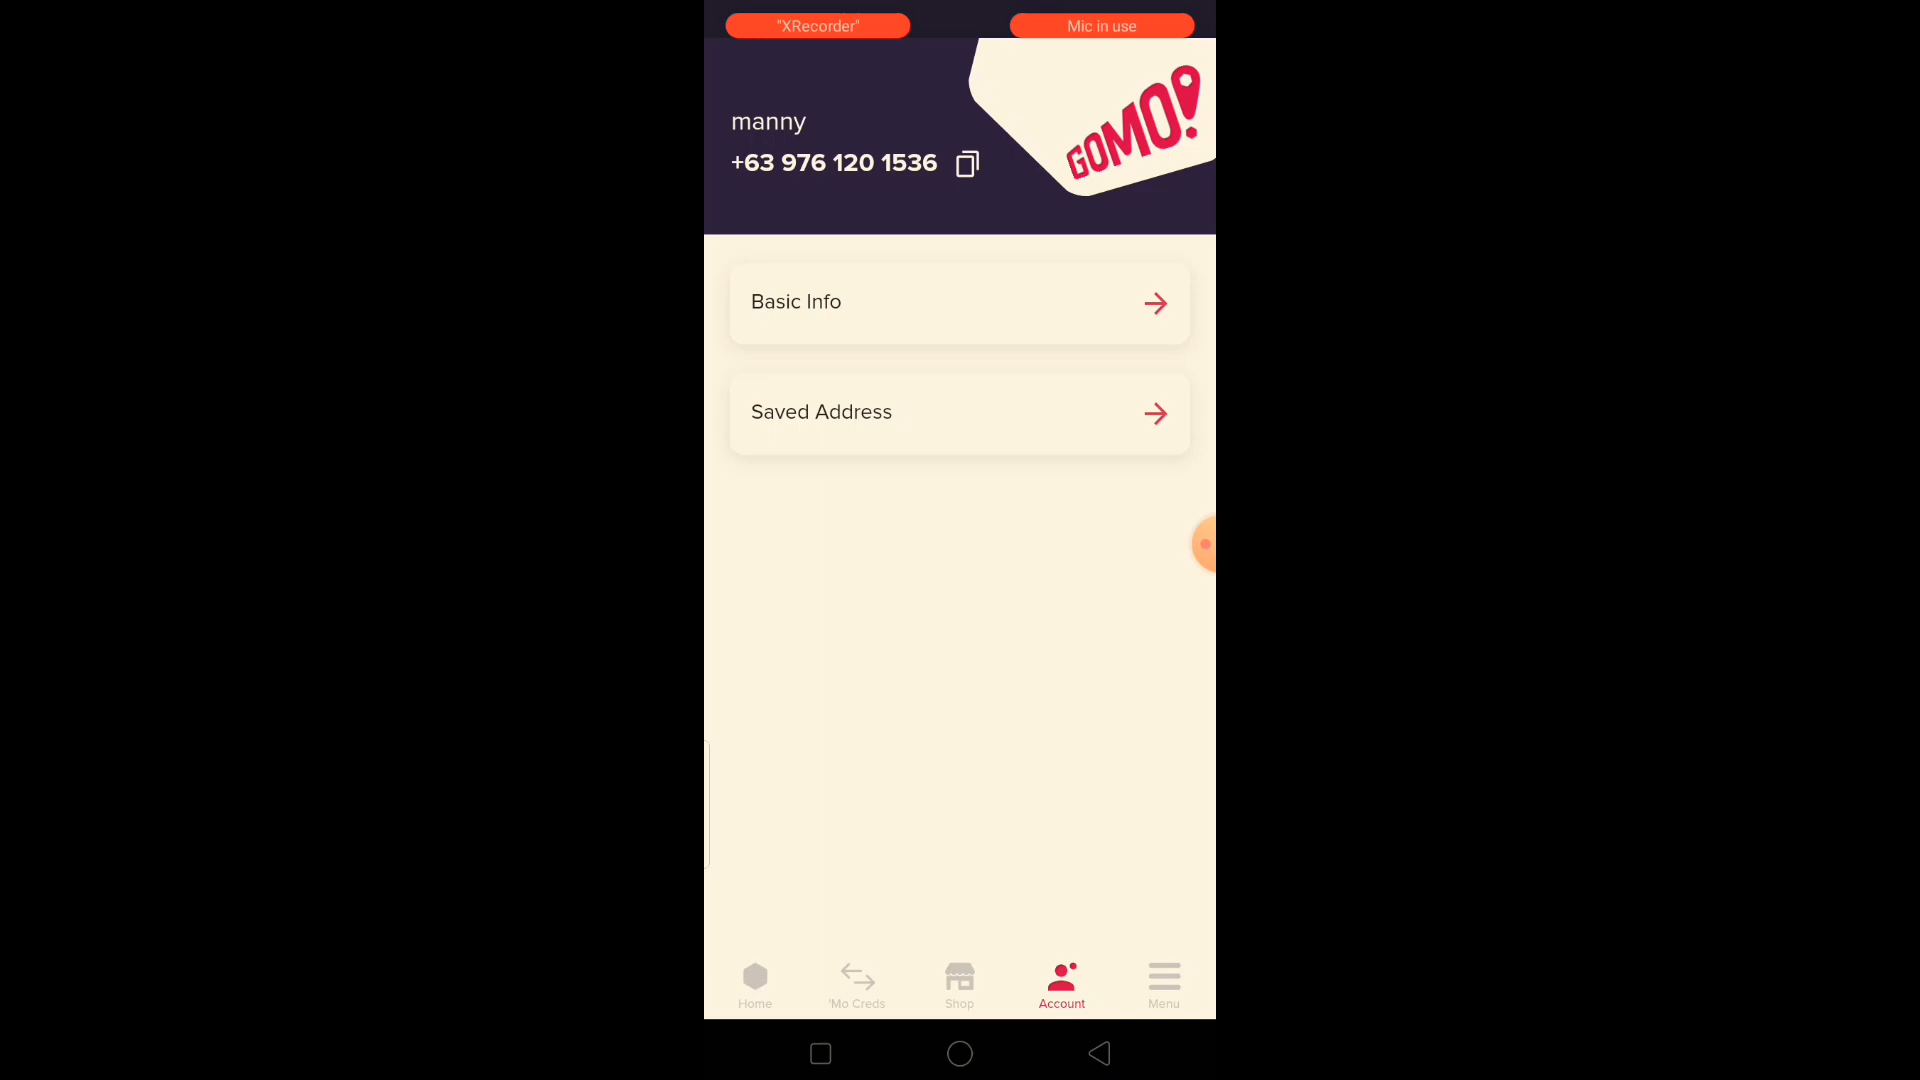 "XRecorder"
Mic in use
GOMO!
manny
+63 976 120 1536
Basic Info
Saved Address
Home
'Mo Creds
Shop
Account
Menu